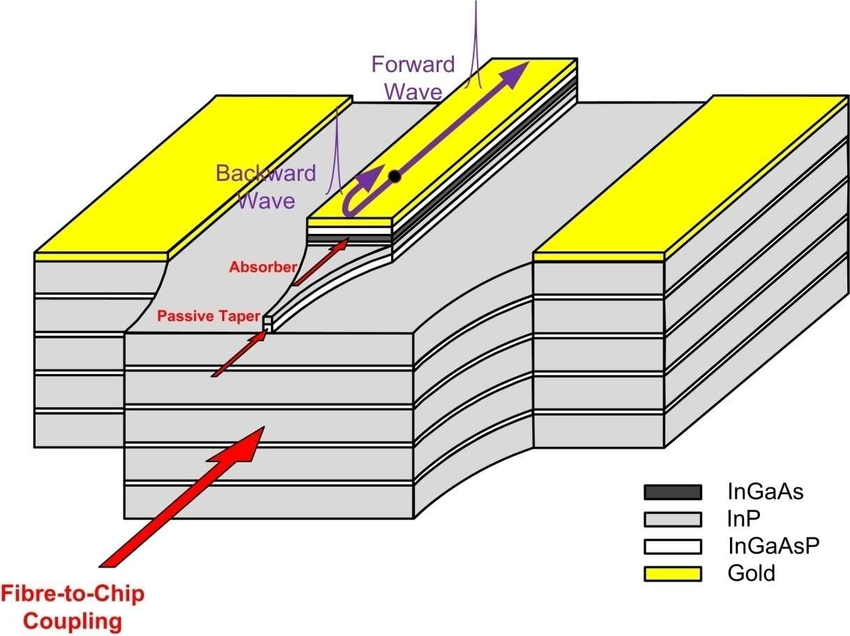 Forward
Wave
Backward
Wave
Absorber
Passive Taper
InGaAs
InP
InGaAsP
Gold
Fibre-to-Chip
Coupling